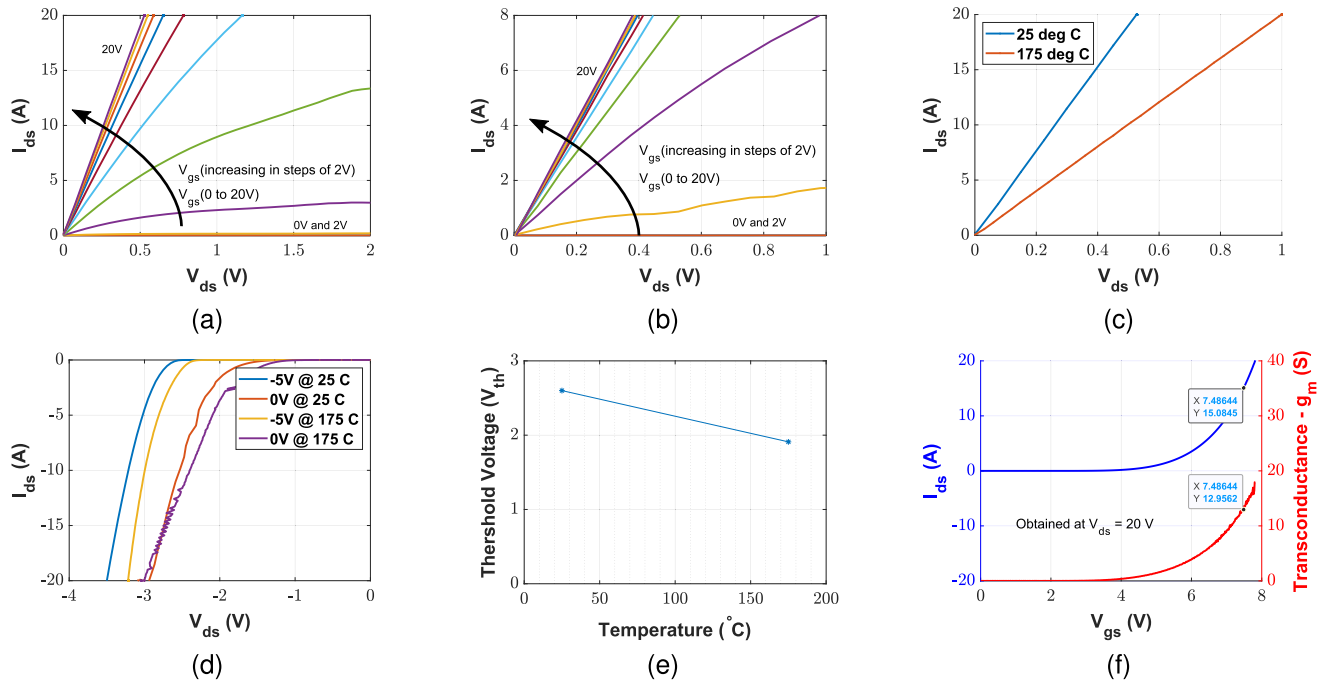 20
15
10
5
0
0
0.5
1
1.5
2
I_ds (A)
V_ds (V)
20V
V_gs(increasing in steps of 2V)
V_gs(0 to 20V)
0V and 2V
(a)
8
6
4
2
0
0
0.2
0.4
0.6
0.8
1
I_ds (A)
V_ds (V)
20V
V_gs(increasing in steps of 2V)
V_gs(0 to 20V)
0V and 2V
(b)
20
15
10
5
0
0
0.2
0.4
0.6
0.8
1
I_ds (A)
V_ds (V)
25 deg C
175 deg C
(c)
0
-5
-10
-15
-20
-4
-3
-2
-1
0
I_ds (A)
V_ds (V)
-5V @ 25 C
0V @ 25 C
-5V @ 175 C
0V @ 175 C
(d)
3
2
1
0
0
50
100
150
200
Thershold Voltage (V_th)
Temperature (°C)
(e)
20
10
0
-10
-20
0
2
4
6
8
40
30
20
10
0
I_ds (A)
Transconductance - g_m (S)
V_gs (V)
X 7.48644
Y 15.0845
X 7.48644
Y 12.9562
Obtained at V_ds = 20 V
(f)